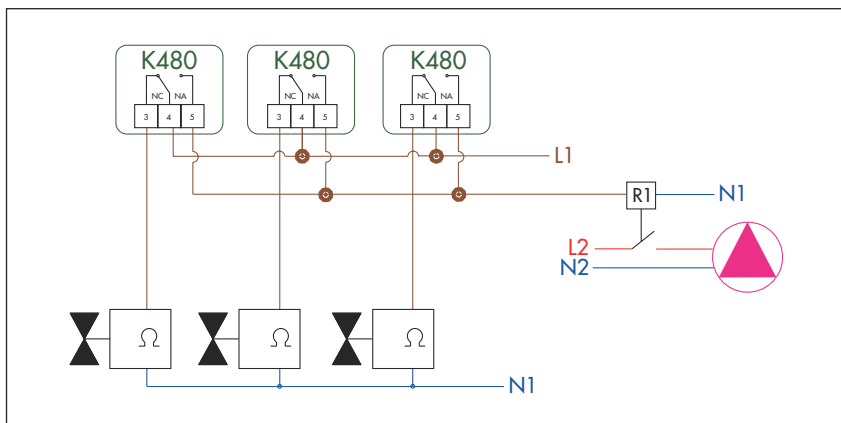 K480 K480 K480
NC NA NC NA NC NA
3 4 5 3 4 5 3 4 5
L1
R1 N1
L2
N2
Ω Ω Ω
N1